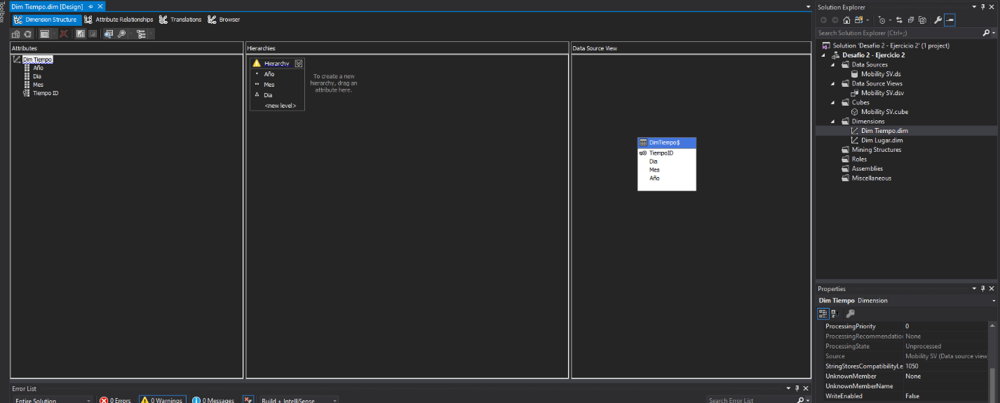 Toolbox
Dim Tiempo.dim [Design]
Dimension Structure
Attribute Relationships
Translations
Browser
Attributes
Dim Tiempo
Año
Dia
Mes
Tiempo ID
Hierarchies
Hierarchy
Año
Mes
Dia
<new level>
To create a new
hierarchy, drag an
attribute here.
Data Source View
DimTiempo$
TiempoID
Dia
Mes
Año
Solution Explorer
Search Solution Explorer (Ctrl+;)
Solution 'Desafio 2 - Ejercicio 2' (1 project)
Desafio 2 - Ejercicio 2
Data Sources
Mobility SV.ds
Data Source Views
Mobility SV.dsv
Cubes
Mobility SV.cube
Dimensions
Dim Tiempo.dim
Dim Lugar.dim
Mining Structures
Roles
Assemblies
Miscellaneous
Properties
Dim Tiempo Dimension
ProcessingPriority 0
ProcessingRecommendation None
ProcessingState Unprocessed
Source Mobility SV (Data source view)
StringStoresCompatibilityLe 1050
UnknownMember None
UnknownMemberName
WriteEnabled False
Error List
Entire Solution
0 Errors
0 Warnings
0 Messages
Build + IntelliSense
Search Error List